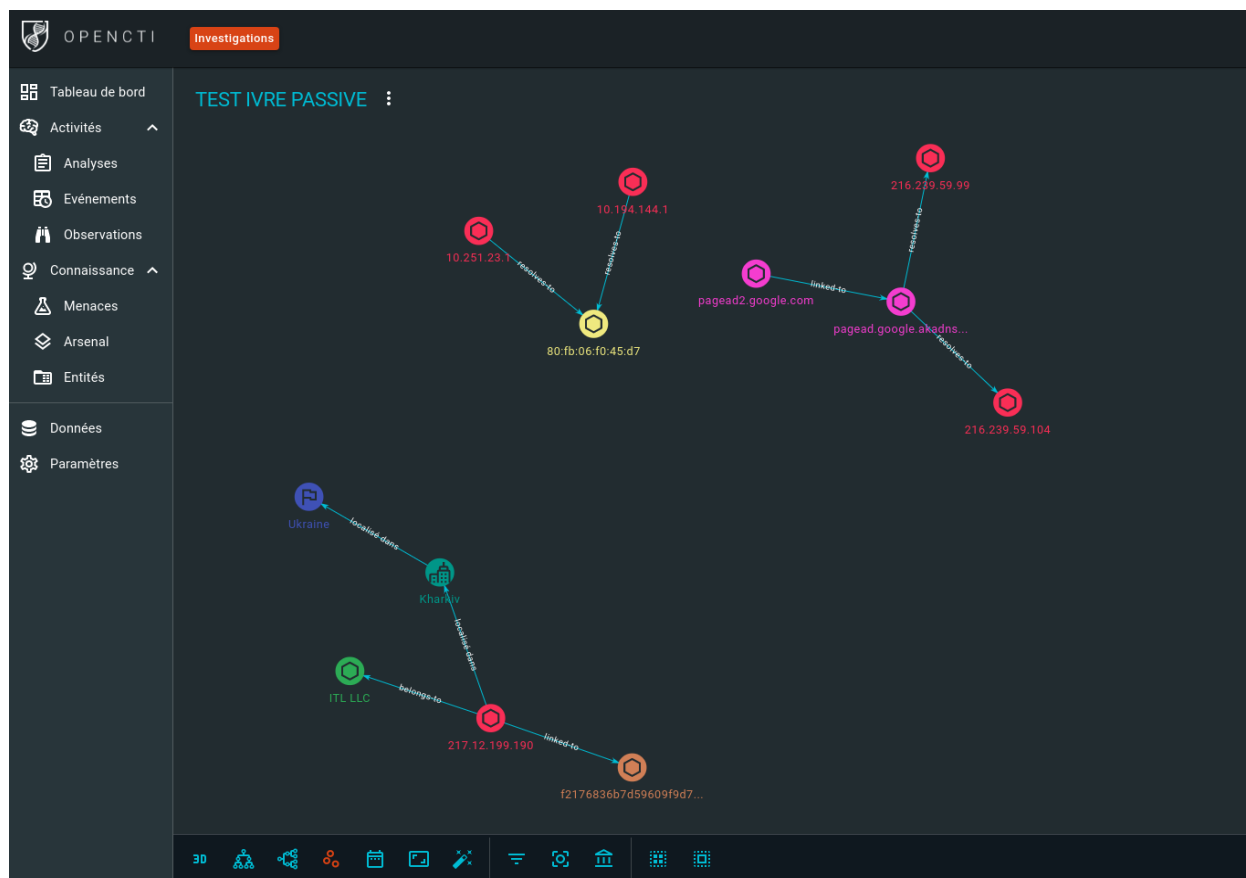 OPENCTI
Investigations
Tableau de bord
Activités
Analyses
Evénements
Observations
Connaissance
Menaces
Arsenal
Entités
Données
Paramètres
TEST IVRE PASSIVE
216.239.59.99
10.194.144.1
resolves-to
10.251.23.1
resolves-to
resolves-to
linked-to
pagead2.google.com
pagead.google.akadns...
resolves-to
80:fb:06:f0:45:d7
216.239.59.104
Ukraine
localisé dans
Kharkiv
localisé dans
belongs-to
ITL LLC
linked-to
217.12.199.190
f2176836b7d59609f9d7...
3D